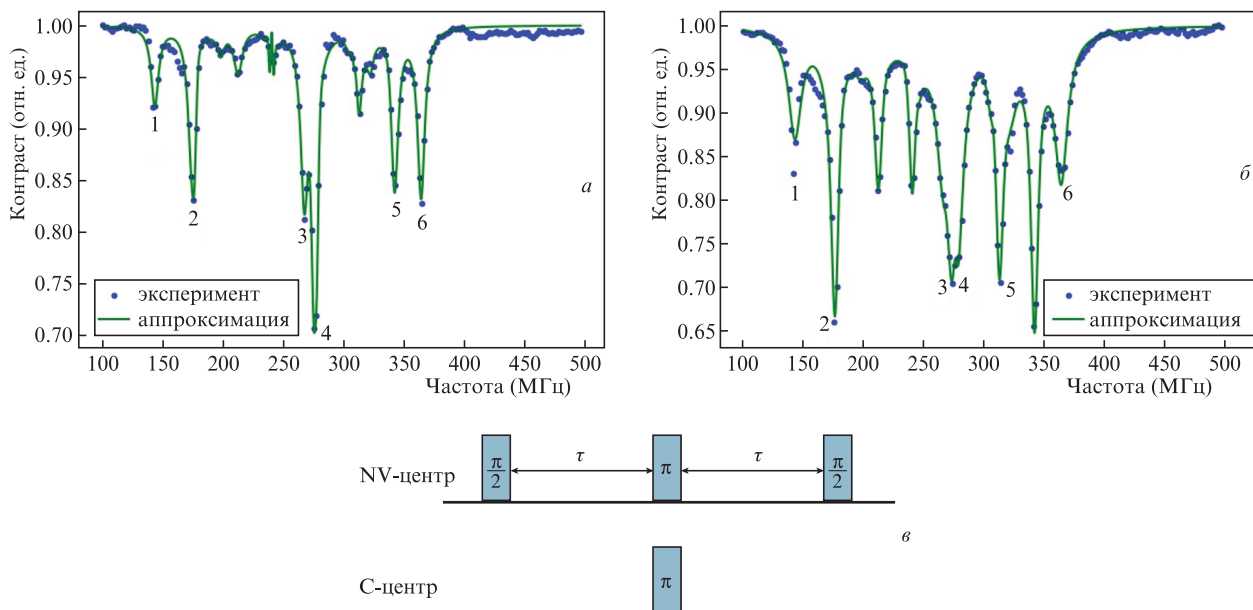 Контраст (отн. ед.)
1.00
0.95
0.90
0.85
0.80
0.75
0.70
1
2
3
4
5
6
а
эксперимент
аппроксимация
100 150 200 250 300 350 400 450 500
Частота (МГц)
Контраст (отн. ед.)
1.00
0.95
0.90
0.85
0.80
0.75
0.70
0.65
1
2
3 4
5
6
б
эксперимент
аппроксимация
100 150 200 250 300 350 400 450 500
Частота (МГц)
NV-центр
π/2 τ π τ π/2
в
C-центр
π